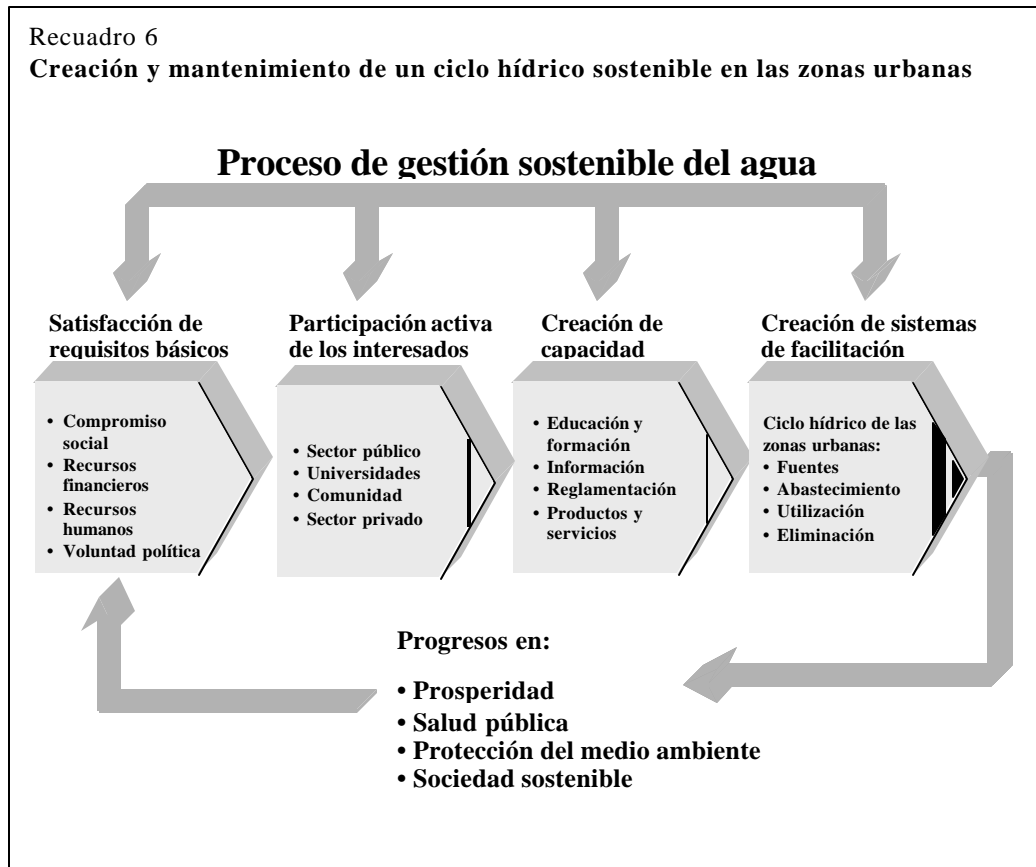 Recuadro 6
Creación y mantenimiento de un ciclo hídrico sostenible en las zonas urbanas
Proceso de gestión sostenible del agua
Satisfacción de
requisitos básicos
• Compromiso
social
• Recursos
financieros
• Recursos
humanos
• Voluntad política
Participación activa
de los interesados
• Sector público
• Universidades
• Comunidad
• Sector privado
Creación de
capacidad
• Educación y
formación
• Información
• Reglamentación
• Productos y
servicios
Creación de sistemas
de facilitación
Ciclo hídrico de las
zonas urbanas:
• Fuentes
• Abastecimiento
• Utilización
• Eliminación
Progresos en:
• Prosperidad
• Salud pública
• Protección del medio ambiente
• Sociedad sostenible